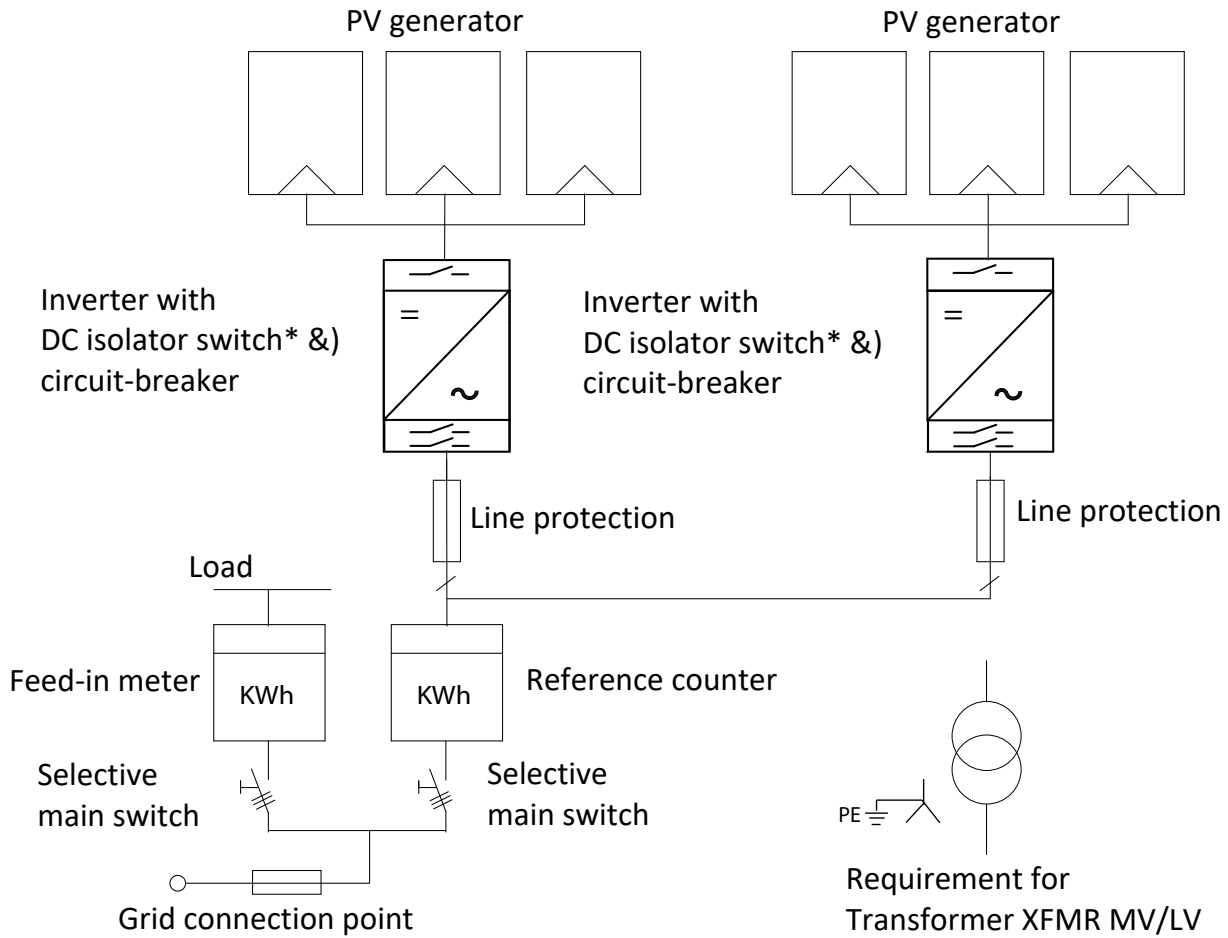 PV generator
PV generator
Inverter with
DC isolator switch* &)
circuit-breaker
Inverter with
DC isolator switch* &)
circuit-breaker
Line protection
Line protection
Load
Feed-in meter
KWh
KWh
Reference counter
Selective
main switch
Selective
main switch
PE
Grid connection point
Requirement for
Transformer XFMR MV/LV